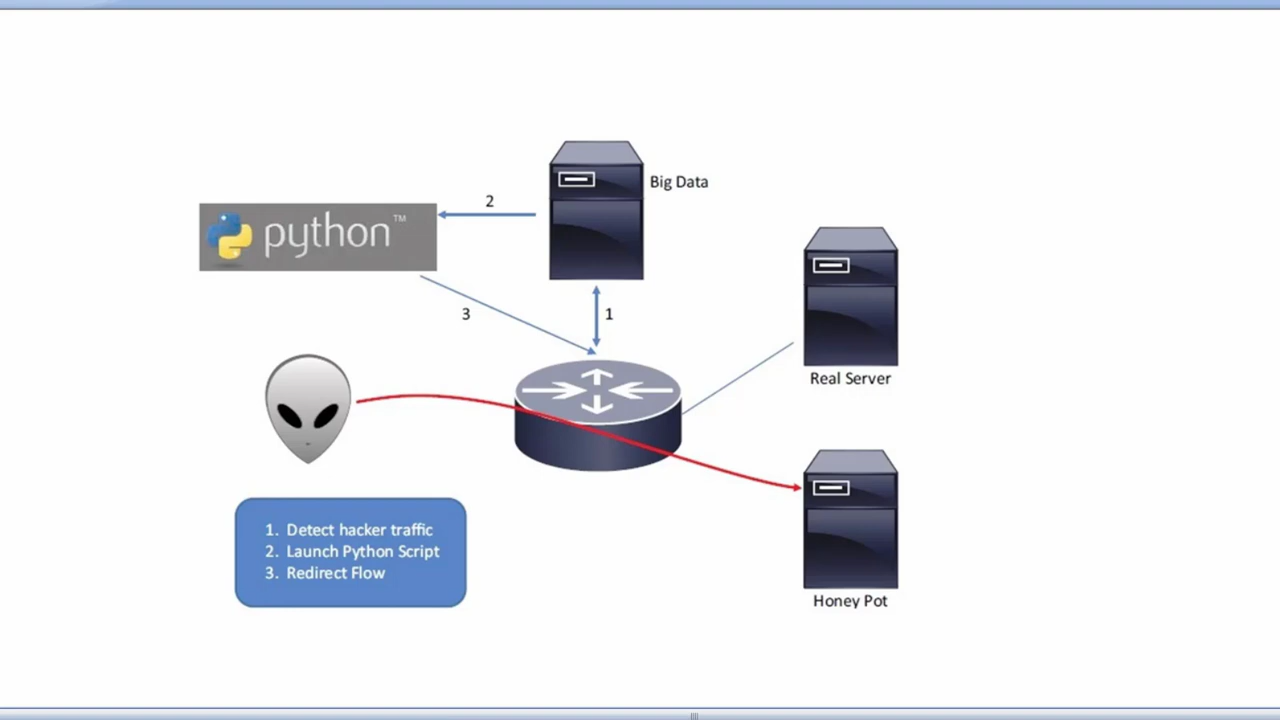 Big Data
2
python™
1
3
Real Server
1. Detect hacker traffic
2. Launch Python Script
3. Redirect Flow
Honey Pot